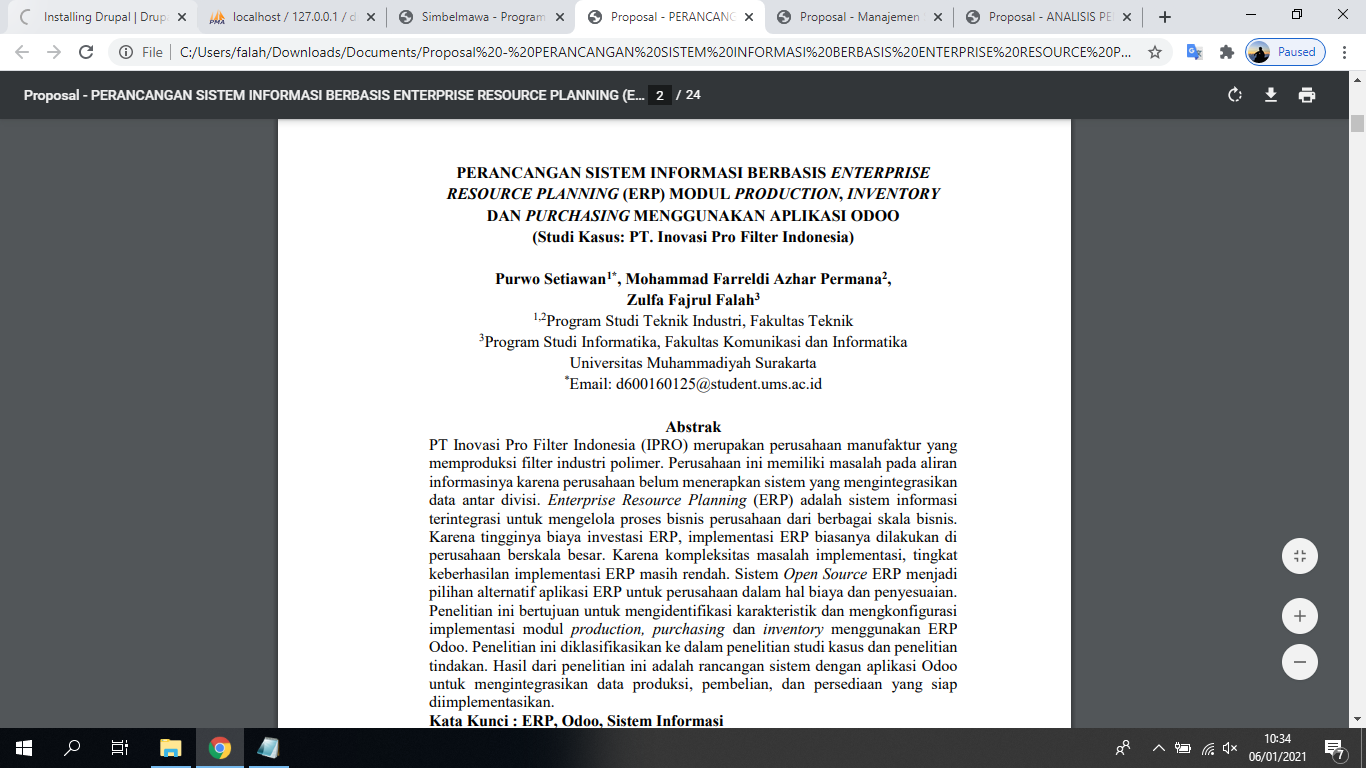 Installing Drupal | Drupa
localhost / 127.0.0.1 / d
Simbelmawa - Program
Proposal - PERANCANG
Proposal - Manajemen
Proposal - ANALISIS PE
File
C:/Users/falah/Downloads/Documents/Proposal%20-%20PERANCANGAN%20SISTEM%20INFORMASI%20BERBASIS%20ENTERPRISE%20RESOURCE%20P...
Paused
Proposal - PERANCANGAN SISTEM INFORMASI BERBASIS ENTERPRISE RESOURCE PLANNING (E... 2 / 24
PERANCANGAN SISTEM INFORMASI BERBASIS ENTERPRISE
RESOURCE PLANNING (ERP) MODUL PRODUCTION, INVENTORY
DAN PURCHASING MENGGUNAKAN APLIKASI ODOO
(Studi Kasus: PT. Inovasi Pro Filter Indonesia)
Purwo Setiawan1*, Mohammad Farreldi Azhar Permana2,
Zulfa Fajrul Falah3
1,2Program Studi Teknik Industri, Fakultas Teknik
3Program Studi Informatika, Fakultas Komunikasi dan Informatika
Universitas Muhammadiyah Surakarta
*Email: d600160125@student.ums.ac.id
Abstrak
PT Inovasi Pro Filter Indonesia (IPRO) merupakan perusahaan manufaktur yang
memproduksi filter industri polimer. Perusahaan ini memiliki masalah pada aliran
informasinya karena perusahaan belum menerapkan sistem yang mengintegrasikan
data antar divisi. Enterprise Resource Planning (ERP) adalah sistem informasi
terintegrasi untuk mengelola proses bisnis perusahaan dari berbagai skala bisnis.
Karena tingginya biaya investasi ERP, implementasi ERP biasanya dilakukan di
perusahaan berskala besar. Karena kompleksitas masalah implementasi, tingkat
keberhasilan implementasi ERP masih rendah. Sistem Open Source ERP menjadi
pilihan alternatif aplikasi ERP untuk perusahaan dalam hal biaya dan penyesuaian.
Penelitian ini bertujuan untuk mengidentifikasi karakteristik dan mengkonfigurasi
implementasi modul production, purchasing dan inventory menggunakan ERP
Odoo. Penelitian ini diklasifikasikan ke dalam penelitian studi kasus dan penelitian
tindakan. Hasil dari penelitian ini adalah rancangan sistem dengan aplikasi Odoo
untuk mengintegrasikan data produksi, pembelian, dan persediaan yang siap
diimplementasikan.
Kata Kunci : ERP, Odoo, Sistem Informasi
10:34
06/01/2021
7